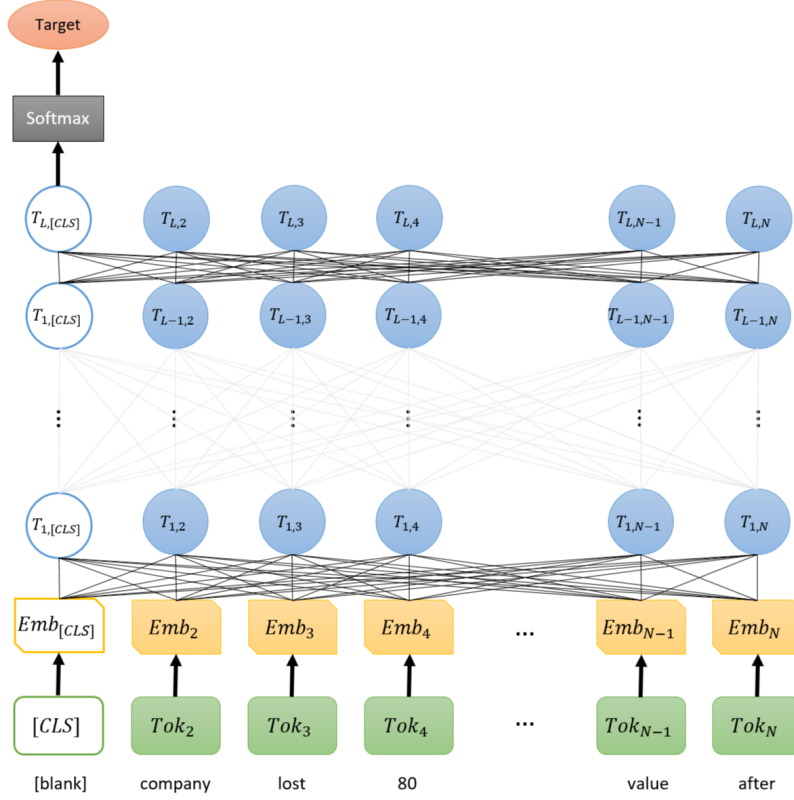 Target
Softmax
T_{L,[CLS]} T_{L,2} T_{L,3} T_{L,4} T_{L,N−1} T_{L,N}
T_{1,[CLS]} T_{L−1,2} T_{L−1,3} T_{L−1,4} T_{L−1,N−1} T_{L−1,N}
⋮ ⋮ ⋮ ⋮ ⋮ ⋮
T_{1,[CLS]} T_{1,2} T_{1,3} T_{1,4} T_{1,N−1} T_{1,N}
Emb_{[CLS]} Emb_2 Emb_3 Emb_4 ... Emb_{N−1} Emb_N
[CLS] Tok_2 Tok_3 Tok_4 ... Tok_{N−1} Tok_N
[blank] company lost 80 value after